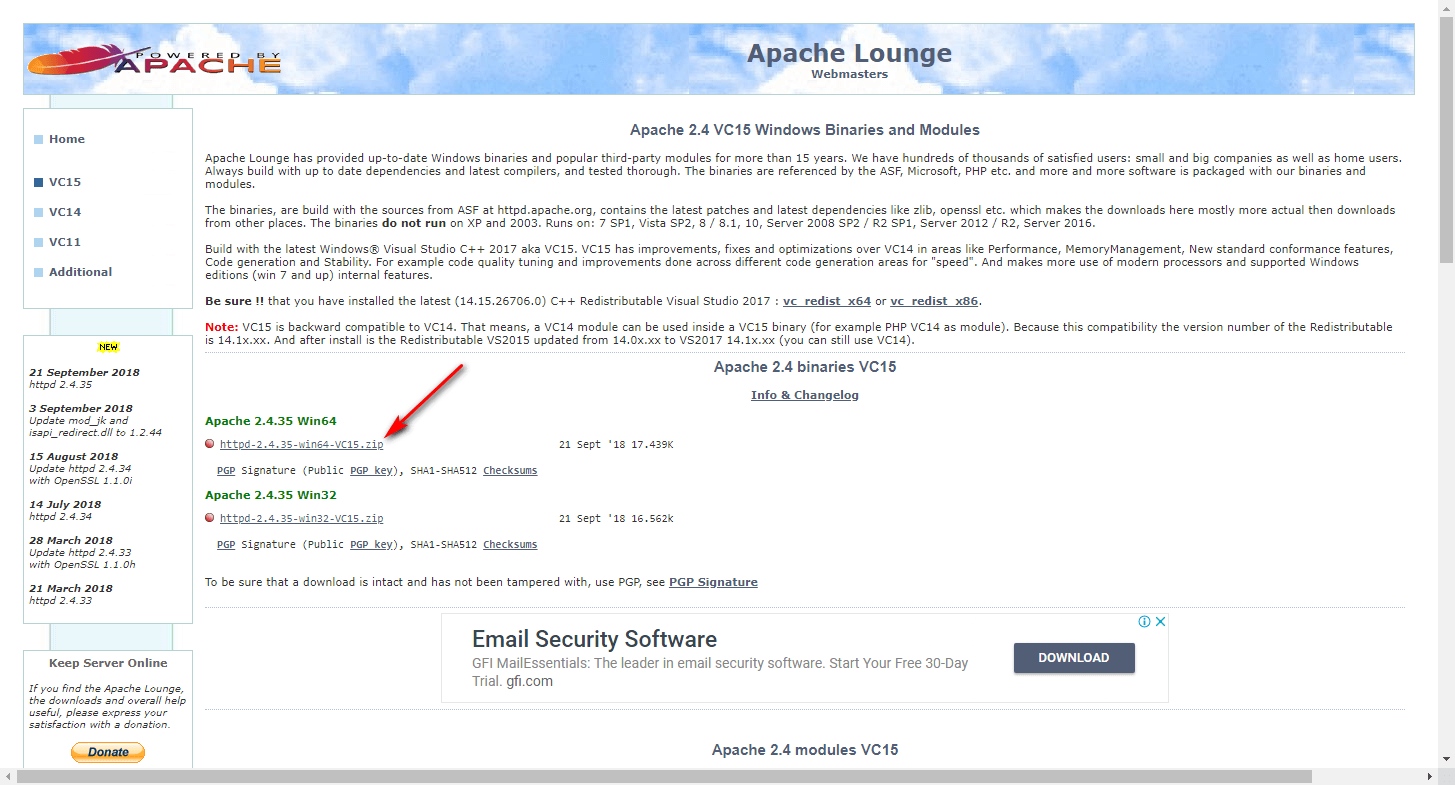 POWERED BY
APACHE
Apache Lounge
Webmasters
Home
VC15
VC14
VC11
Additional
NEW
21 September 2018
httpd 2.4.35
3 September 2018
Update mod_jk and
isapi_redirect.dll to 1.2.44
15 August 2018
Update httpd 2.4.34
with OpenSSL 1.1.0i
14 July 2018
httpd 2.4.34
28 March 2018
Update httpd 2.4.33
with OpenSSL 1.1.0h
21 March 2018
httpd 2.4.33
Keep Server Online
If you find the Apache Lounge,
the downloads and overall help
useful, please express your
satisfaction with a donation.
Donate
Apache 2.4 VC15 Windows Binaries and Modules
Apache Lounge has provided up-to-date Windows binaries and popular third-party modules for more than 15 years. We have hundreds of thousands of satisfied users: small and big companies as well as home users.
Always build with up to date dependencies and latest compilers, and tested thorough. The binaries are referenced by the ASF, Microsoft, PHP etc. and more and more software is packaged with our binaries and
modules.
The binaries, are build with the sources from ASF at httpd.apache.org, contains the latest patches and latest dependencies like zlib, openssl etc. which makes the downloads here mostly more actual then downloads
from other places. The binaries do not run on XP and 2003. Runs on: 7 SP1, Vista SP2, 8 / 8.1, 10, Server 2008 SP2 / R2 SP1, Server 2012 / R2, Server 2016.
Build with the latest Windows® Visual Studio C++ 2017 aka VC15. VC15 has improvements, fixes and optimizations over VC14 in areas like Performance, MemoryManagement, New standard conformance features,
Code generation and Stability. For example code quality tuning and improvements done across different code generation areas for "speed". And makes more use of modern processors and supported Windows
editions (win 7 and up) internal features.
Be sure !! that you have installed the latest (14.15.26706.0) C++ Redistributable Visual Studio 2017 : vc_redist_x64 or vc_redist_x86.
Note: VC15 is backward compatible to VC14. That means, a VC14 module can be used inside a VC15 binary (for example PHP VC14 as module). Because this compatibility the version number of the Redistributable
is 14.1x.xx. And after install is the Redistributable VS2015 updated from 14.0x.xx to VS2017 14.1x.xx (you can still use VC14).
Apache 2.4 binaries VC15
Info & Changelog
Apache 2.4.35 Win64
httpd-2.4.35-win64-VC15.zip 21 Sept '18 17.439K
PGP Signature (Public PGP key), SHA1-SHA512 Checksums
Apache 2.4.35 Win32
httpd-2.4.35-win32-VC15.zip 21 Sept '18 16.562k
PGP Signature (Public PGP key), SHA1-SHA512 Checksums
To be sure that a download is intact and has not been tampered with, use PGP, see PGP Signature
Email Security Software
GFI MailEssentials: The leader in email security software. Start Your Free 30-Day
Trial. gfi.com
DOWNLOAD
Apache 2.4 modules VC15